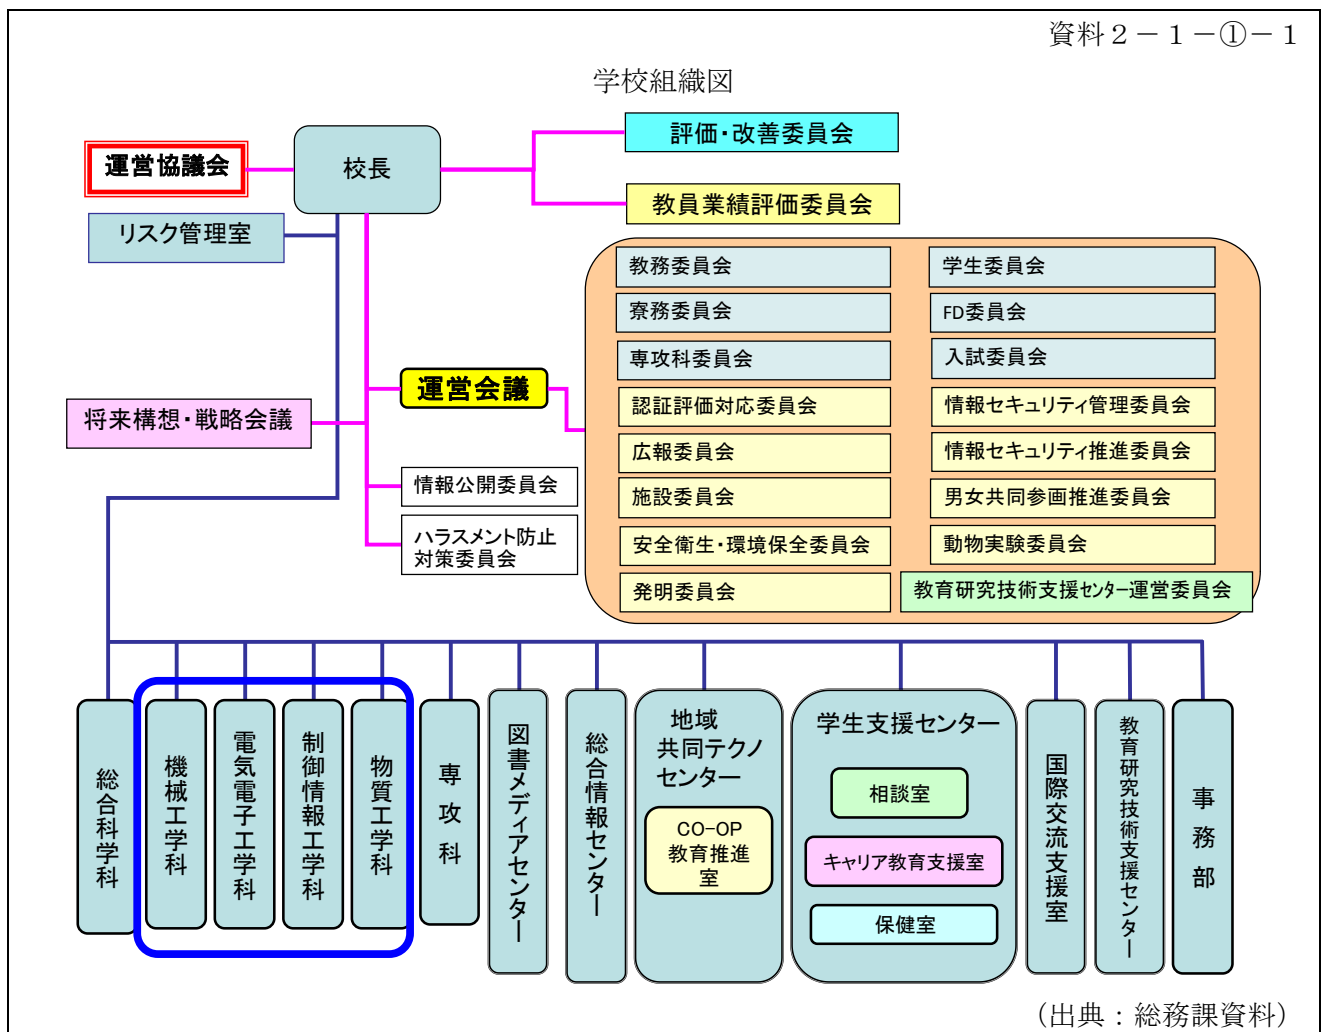 資料２－１－①－１
学校組織図
運営協議会
校長
評価・改善委員会
教員業績評価委員会
リスク管理室
教務委員会
学生委員会
寮務委員会
FD委員会
専攻科委員会
入試委員会
運営会議
認証評価対応委員会
情報セキュリティ管理委員会
将来構想・戦略会議
広報委員会
情報セキュリティ推進委員会
情報公開委員会
施設委員会
男女共同参画推進委員会
ハラスメント防止
対策委員会
安全衛生・環境保全委員会
動物実験委員会
発明委員会
教育研究技術支援センター運営委員会
総合科学科
機械工学科
電気電子工学科
制御情報工学科
物質工学科
専攻科
図書メディアセンター
総合情報センター
地域
共同テクノ
センター
CO-OP
教育推進
室
学生支援センター
相談室
キャリア教育支援室
保健室
国際交流支援室
教育研究技術支援センター
事務部
（出典：総務課資料）